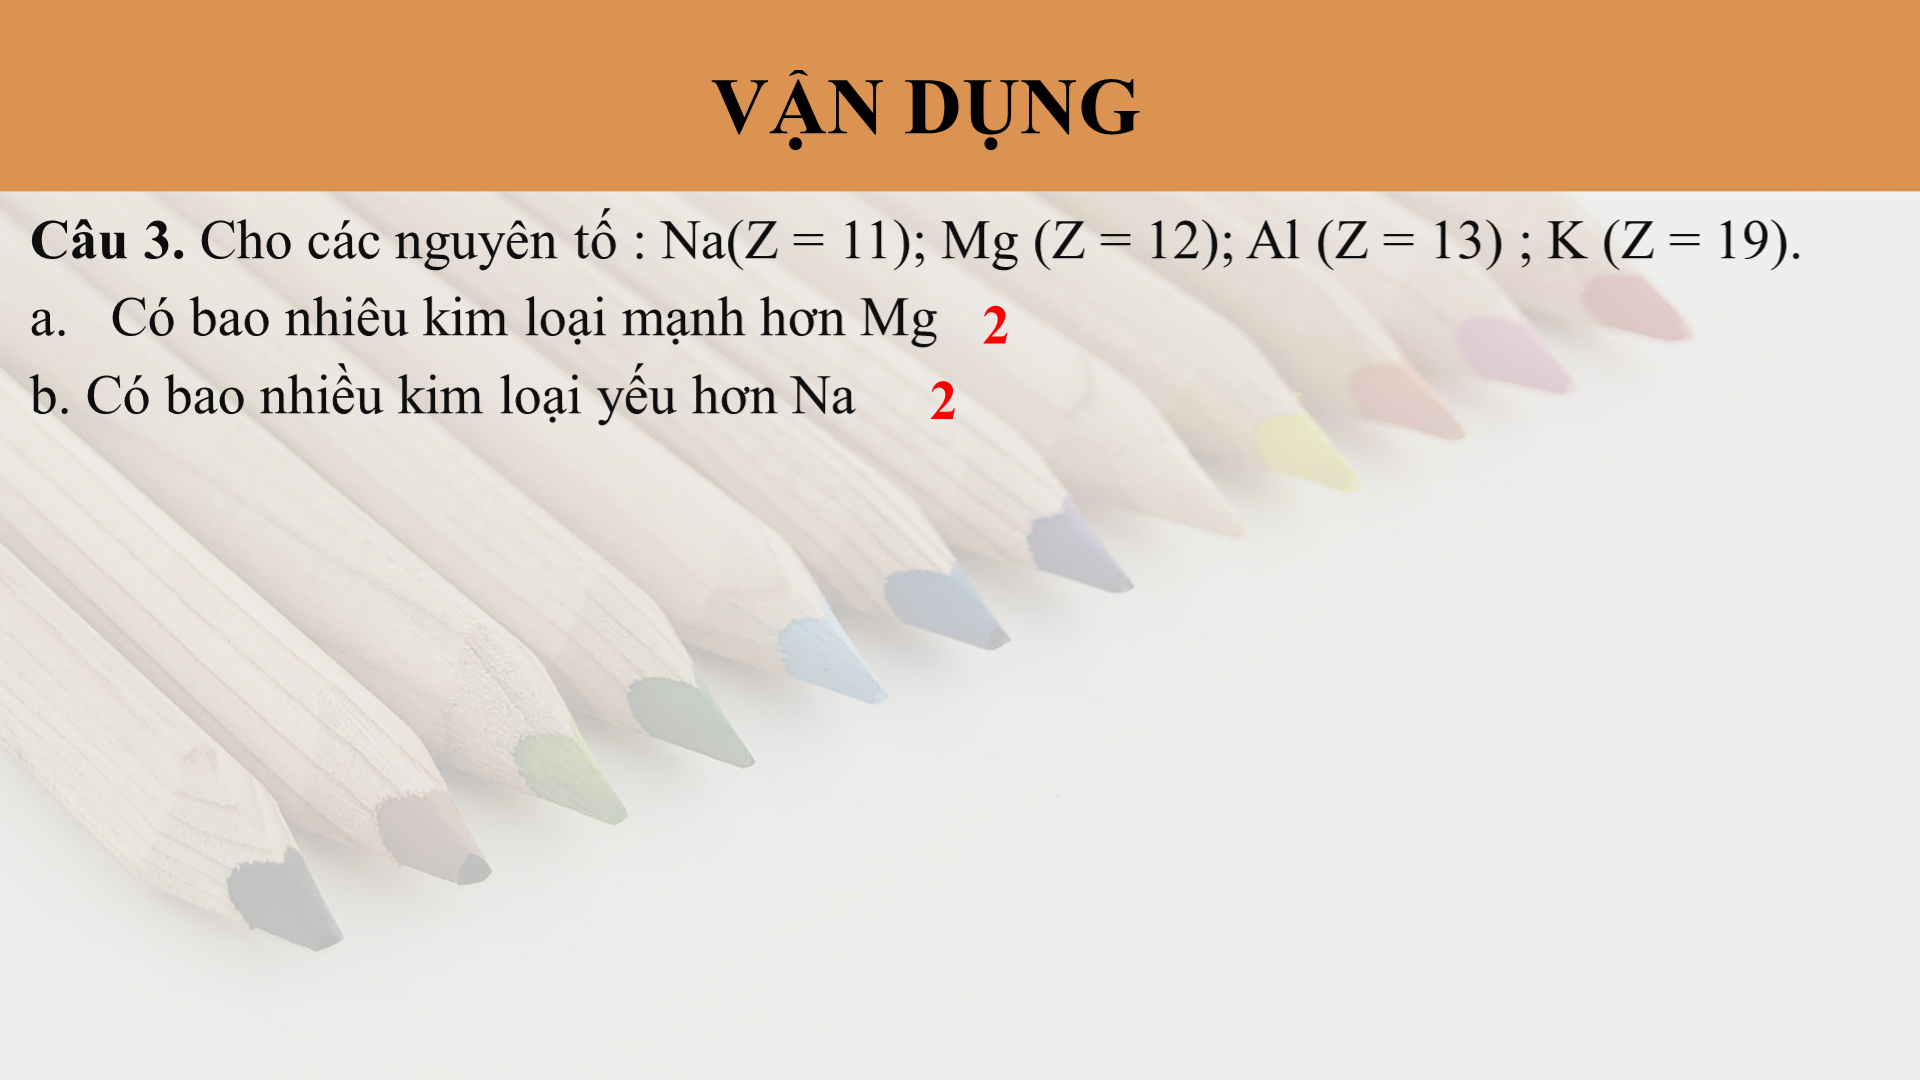 VẬN DỤNG
Câu 3. Cho các nguyên tố : Na(Z = 11); Mg (Z = 12); Al (Z = 13) ; K (Z = 19).
a. Có bao nhiêu kim loại mạnh hơn Mg 2
b. Có bao nhiều kim loại yếu hơn Na 2